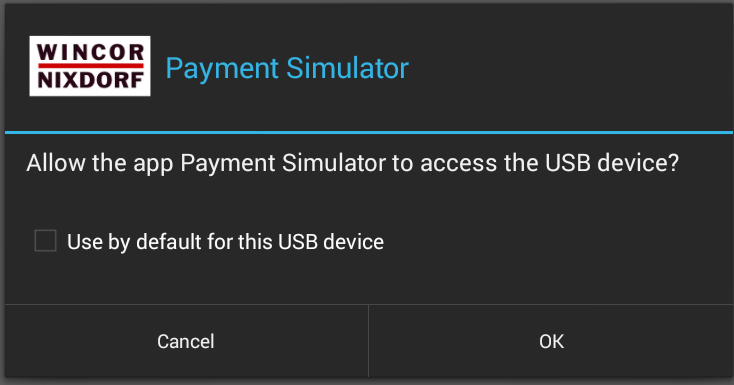 WINCOR
NIXDORF
Payment Simulator
Allow the app Payment Simulator to access the USB device?
Use by default for this USB device
Cancel
OK